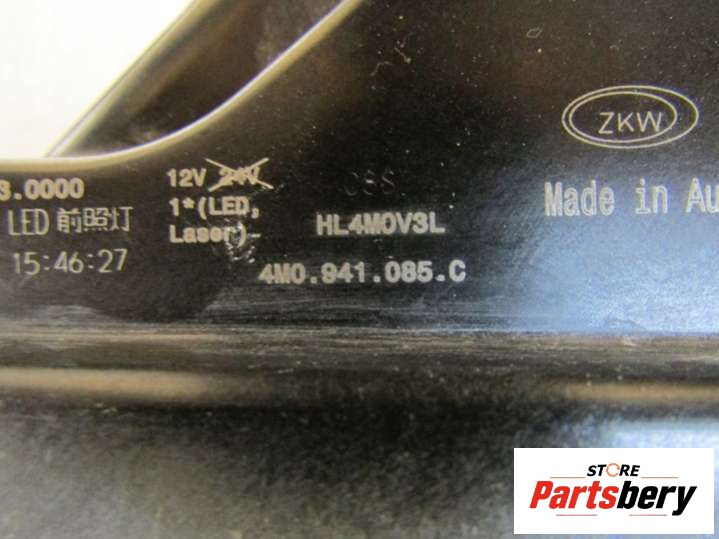 ZKW
3.0000
LED 前照灯
15:46:27
12V 24V
1*(LED,
Laser)-
HL4M0V3L
4M0.941.085.C
Made in Au
STORE
Partsbery